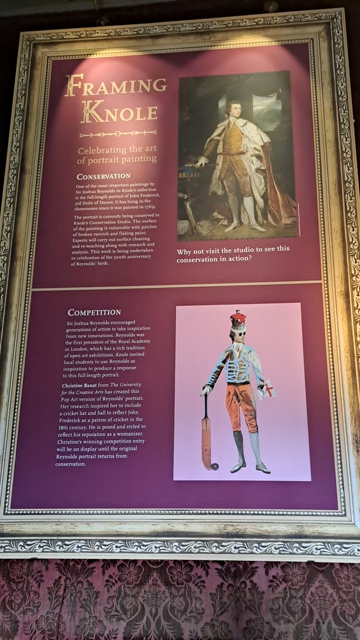 FRAMING
KNOLE
Celebrating the art
of portrait painting
CONSERVATION
One of the most important paintings by
Sir Joshua Reynolds in Knole's collection
is the full-length portrait of John Frederick,
3rd Duke of Dorset. It has hung in the
showrooms since it was painted in 1769.
The portrait is currently being conserved in
Knole's Conservation Studio. The surface
of the painting is vulnerable with patches
of broken varnish and flaking paint.
Experts will carry out surface cleaning
and re-touching along with research and
analysis. This work is being undertaken
in celebration of the 300th anniversary
of Reynolds' birth.
Why not visit the studio to see this
conservation in action?
COMPETITION
Sir Joshua Reynolds encouraged
generations of artists to take inspiration
from new innovations. Reynolds was
the first president of the Royal Academy
in London, which has a rich tradition
of open art exhibitions. Knole invited
local students to use Reynolds as
inspiration to produce a response
to this full-length portrait.
Christine Banat from The University
for the Creative Arts has created this
Pop Art version of Reynolds' portrait.
Her research inspired her to include
a cricket bat and ball to reflect John
Frederick as a patron of cricket in the
18th century. He is posed and styled to
reflect his reputation as a womaniser.
Christine's winning competition entry
will be on display until the original
Reynolds portrait returns from
conservation.